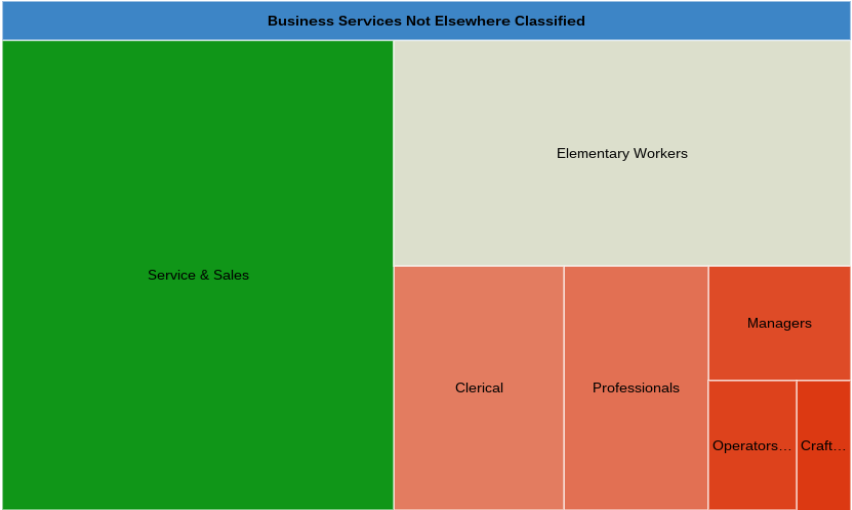 Business Services Not Elsewhere Classified
Elementary Workers
Service & Sales
Managers
Clerical
Professionals
Operators...
Craft...